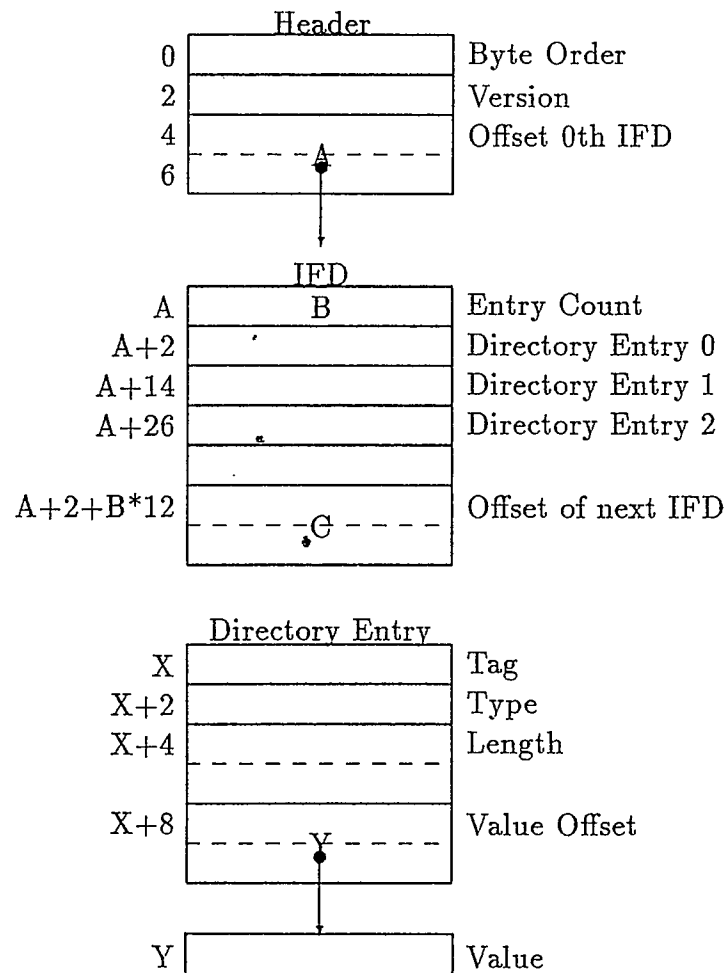 Header
0 Byte Order
2 Version
4 Offset 0th IFD
A
6
IFD
A B Entry Count
A+2 Directory Entry 0
A+14 Directory Entry 1
A+26 Directory Entry 2
A+2+B*12 Offset of next IFD
C
Directory Entry
X Tag
X+2 Type
X+4 Length
X+8 Value Offset
Y
Y Value